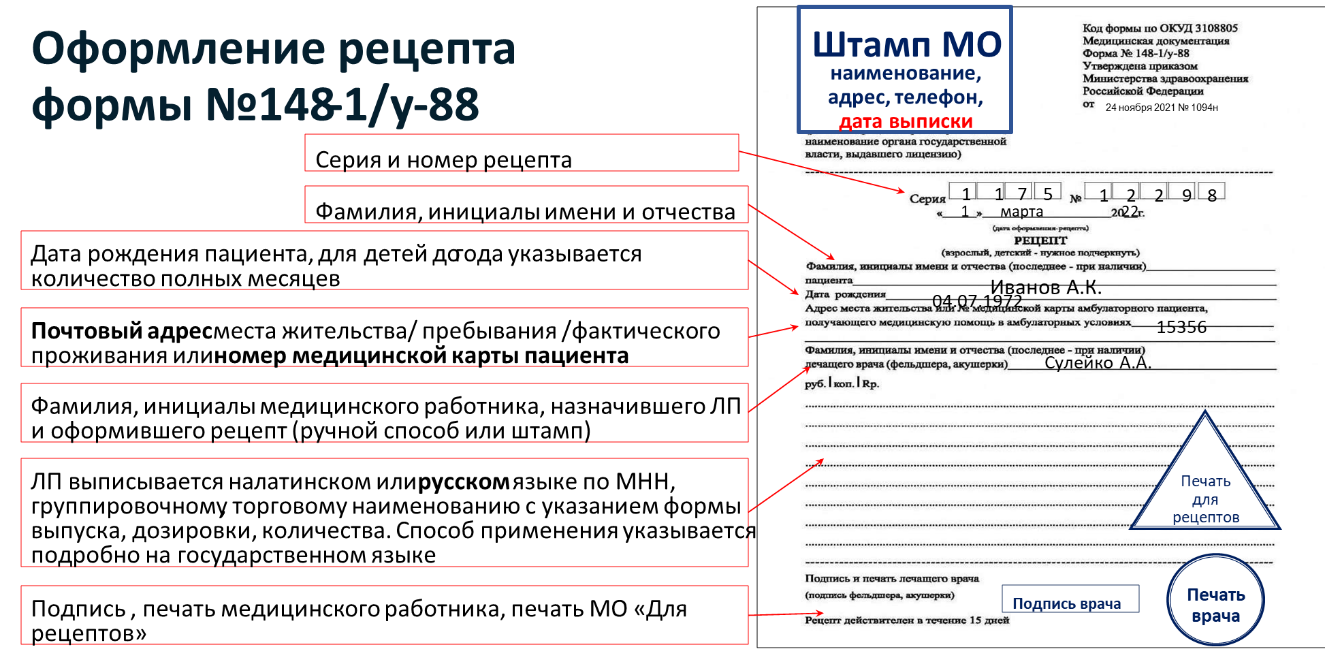 Оформление рецепта
формы №148-1/у-88
Серия и номер рецепта
Фамилия, инициалы имени и отчества
Дата рождения пациента, для детей до года указывается
количество полных месяцев
Почтовый адрес места жительства/ пребывания /фактического
проживания или номер медицинской карты пациента
Фамилия, инициалы медицинского работника, назначившего ЛП
и оформившего рецепт (ручной способ или штамп)
ЛП выписывается на латинском или русском языке по МНН,
группировочному, торговому наименованию с указанием формы
выпуска, дозировки, количества. Способ применения указывается
подробно на государственном языке
Подпись , печать медицинского работника, печать МО «Для
рецептов»
Штамп МО
наименование,
адрес, телефон,
дата выписки
наименование органа государственной
власти, выдавшего лицензию)
Код формы по ОКУД 3108805
Медицинская документация
Форма № 148-1/у-88
Утверждена приказом
Министерства здравоохранения
Российской Федерации
от 24 ноября 2021 № 1094н
Серия 1 1 7 5 № 1 2 2 9 8
« 1 » марта 2022г.
(дата оформления рецепта)
РЕЦЕПТ
(взрослый, детский - нужное подчеркнуть)
Фамилия, инициалы имени и отчества (последнее - при наличии)
пациента Иванов А.К.
Дата рождения 04.07.1972
Адрес места жительства или № медицинской карты амбулаторного пациента,
получающего медицинскую помощь в амбулаторных условиях 15356
Фамилия, инициалы имени и отчества (последнее - при наличии)
лечащего врача (фельдшера, акушерки) Сулейко А.А.
руб. коп. Rp.
Печать
для
рецептов
Подпись и печать лечащего врача
(подпись фельдшера, акушерки)
Подпись врача
Печать
врача
Рецепт действителен в течение 15 дней